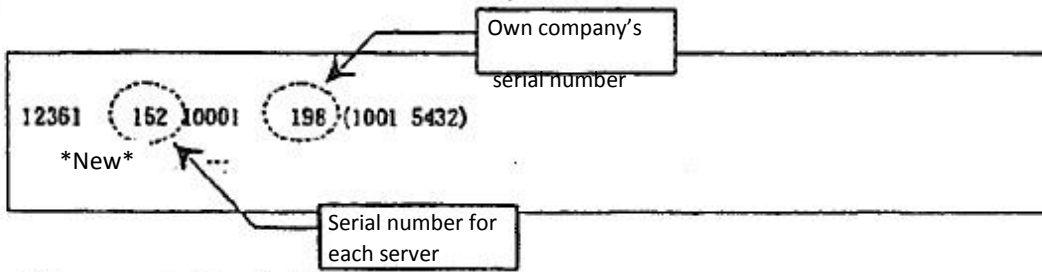 Own company's
serial number
12361 152 10001 198 (1001 5432)
*New*
Serial number for
each server